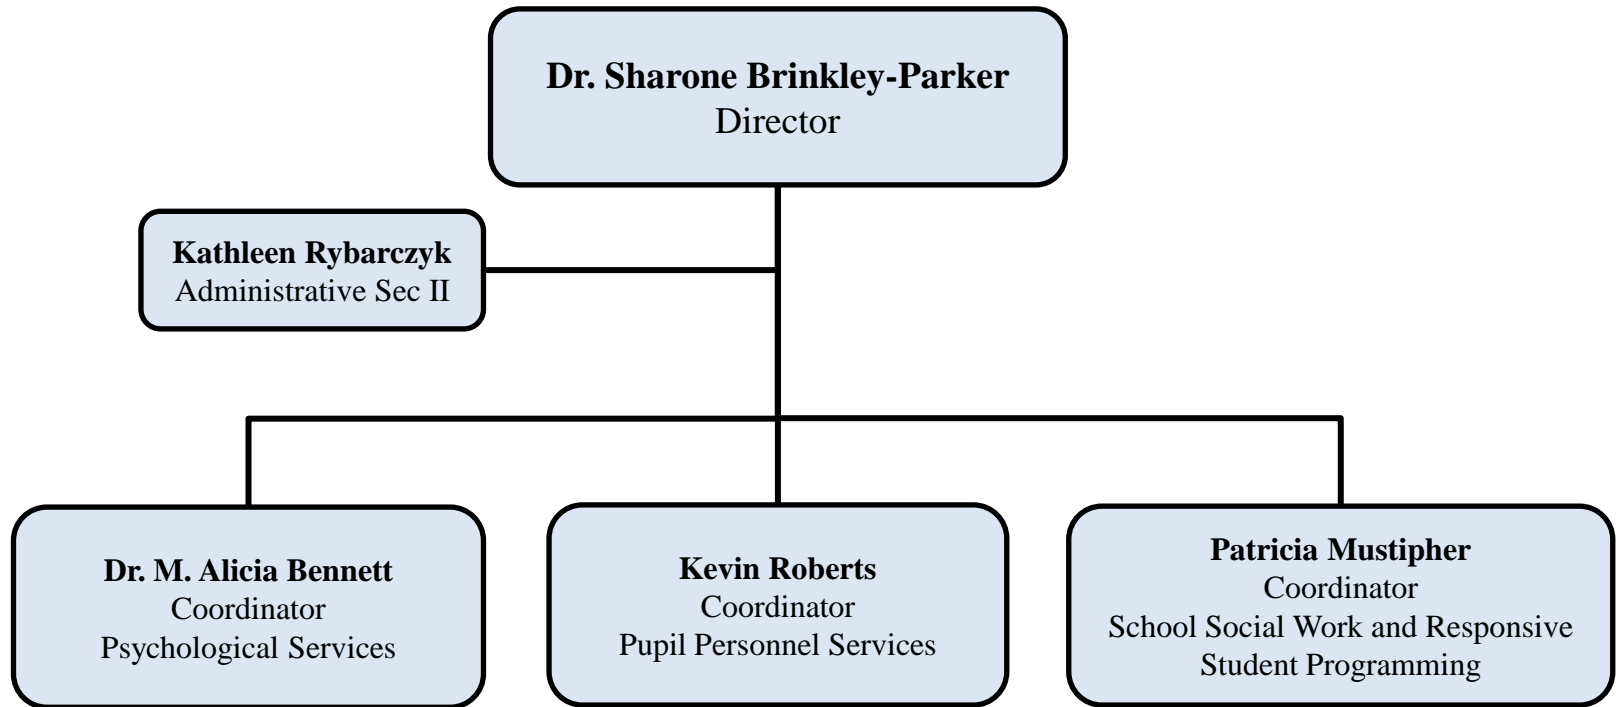 Dr. Sharone Brinkley-Parker
Director
Kathleen Rybarczyk
Administrative Sec II
Dr. M. Alicia Bennett
Coordinator
Psychological Services
Kevin Roberts
Coordinator
Pupil Personnel Services
Patricia Mustipher
Coordinator
School Social Work and Responsive
Student Programming